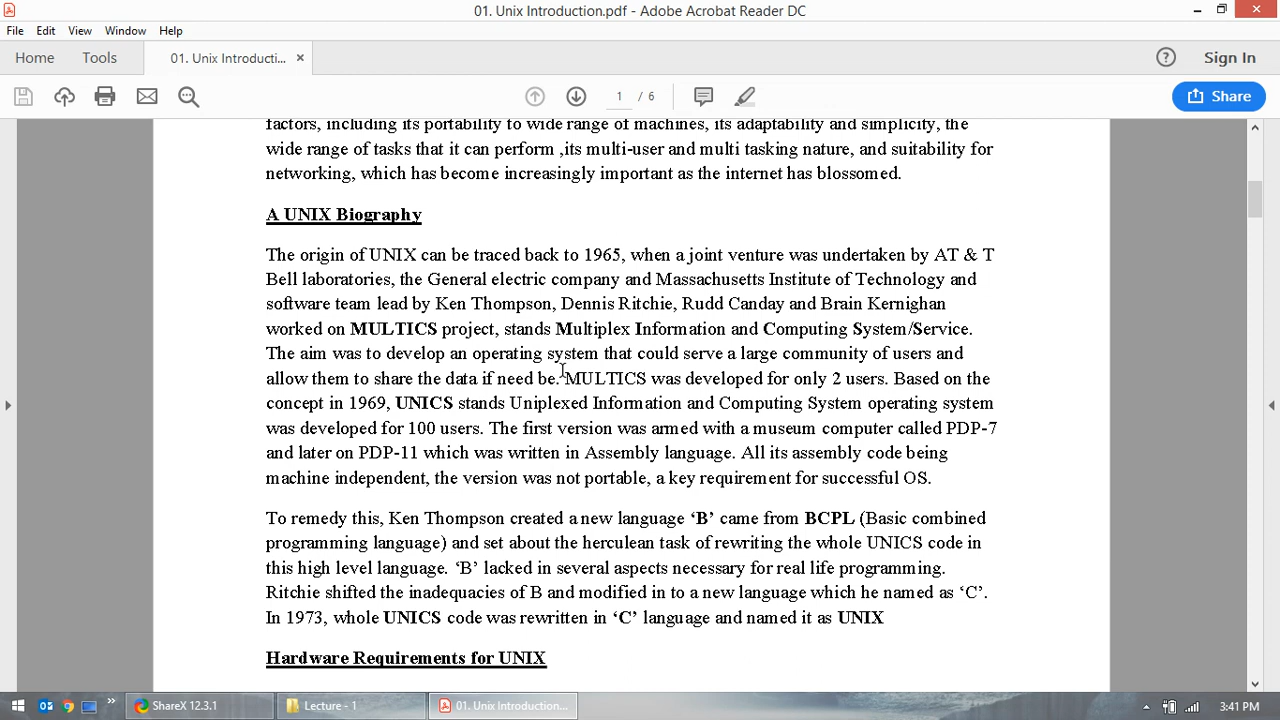 01. Unix Introduction.pdf - Adobe Acrobat Reader DC
File Edit View Window Help
Home Tools 01. Unix Introducti... × ? Sign In
1 / 6 Share
factors, including its portability to wide range of machines, its adaptability and simplicity, the
wide range of tasks that it can perform ,its multi-user and multi tasking nature, and suitability for
networking, which has become increasingly important as the internet has blossomed.
A UNIX Biography
The origin of UNIX can be traced back to 1965, when a joint venture was undertaken by AT & T
Bell laboratories, the General electric company and Massachusetts Institute of Technology and
software team lead by Ken Thompson, Dennis Ritchie, Rudd Canday and Brain Kernighan
worked on MULTICS project, stands Multiplex Information and Computing System/Service.
The aim was to develop an operating system that could serve a large community of users and
allow them to share the data if need be. MULTICS was developed for only 2 users. Based on the
concept in 1969, UNICS stands Uniplexed Information and Computing System operating system
was developed for 100 users. The first version was armed with a museum computer called PDP-7
and later on PDP-11 which was written in Assembly language. All its assembly code being
machine independent, the version was not portable, a key requirement for successful OS.
To remedy this, Ken Thompson created a new language ‘B’ came from BCPL (Basic combined
programming language) and set about the herculean task of rewriting the whole UNICS code in
this high level language. ‘B’ lacked in several aspects necessary for real life programming.
Ritchie shifted the inadequacies of B and modified in to a new language which he named as ‘C’.
In 1973, whole UNICS code was rewritten in ‘C’ language and named it as UNIX
Hardware Requirements for UNIX
ShareX 12.3.1 Lecture - 1 01. Unix Introduction... 3:41 PM